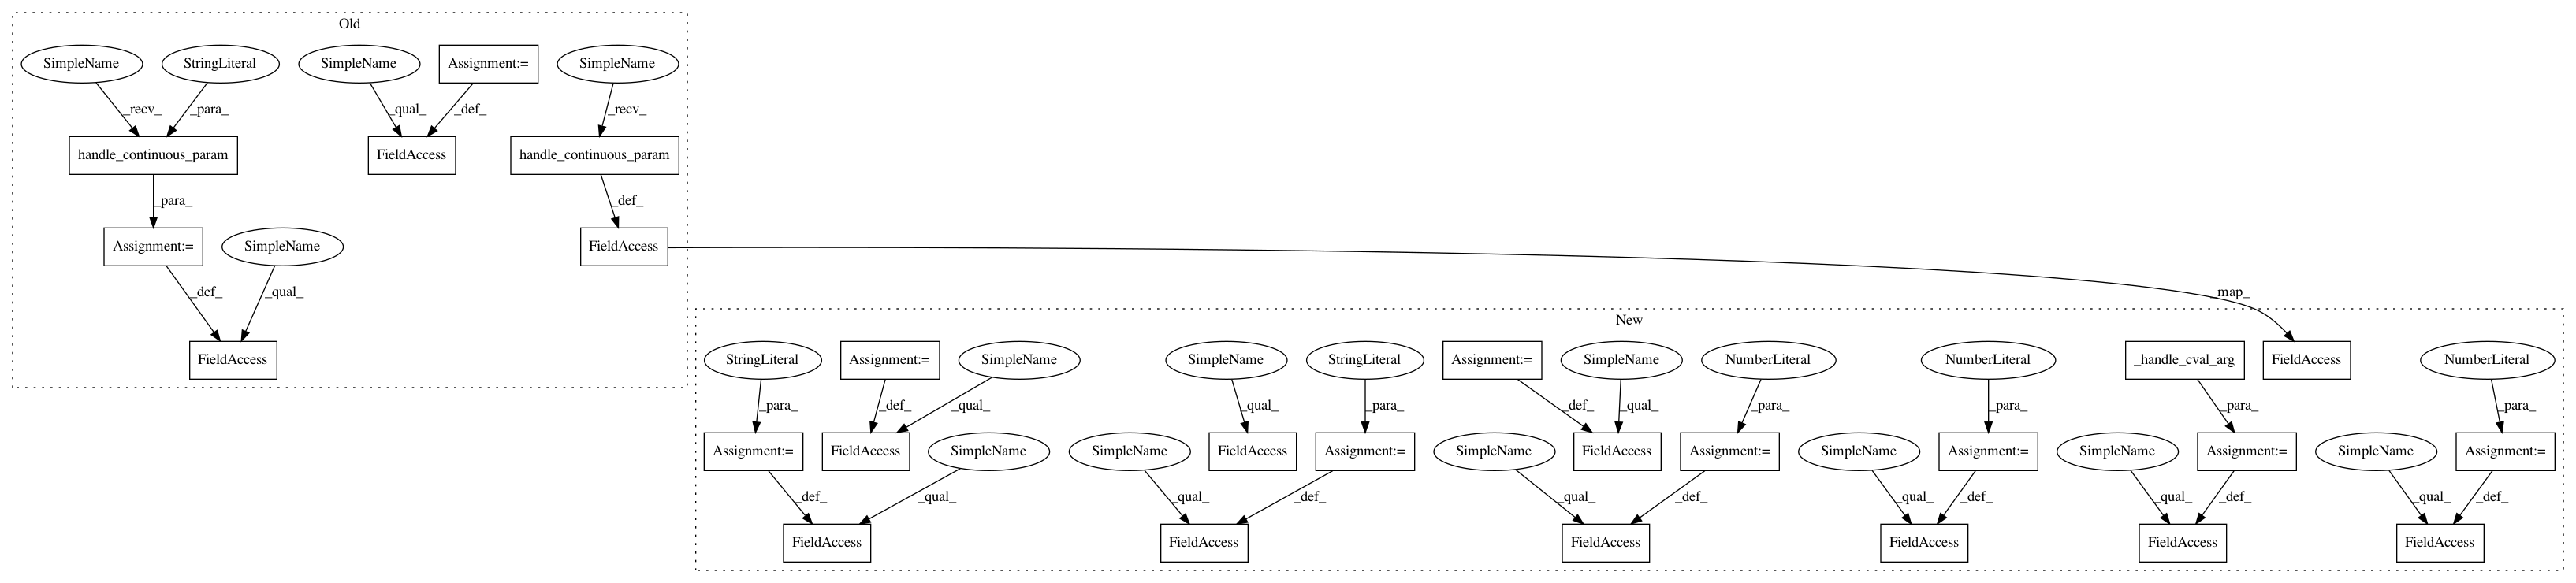 Old
SimpleName
StringLiteral
SimpleName
Assignment:=
SimpleName
_recv_
_para_
_qual_
_def_
_recv_
handle_continuous_param
FieldAccess
handle_continuous_param
_para_
_def_
Assignment:=
SimpleName
FieldAccess
_def_
_qual_
_map_
FieldAccess
New
StringLiteral
Assignment:=
SimpleName
SimpleName
StringLiteral
Assignment:=
SimpleName
NumberLiteral
NumberLiteral
_handle_cval_arg
FieldAccess
NumberLiteral
_para_
_def_
_qual_
_qual_
_para_
_def_
_qual_
_para_
_para_
_para_
_para_
Assignment:=
FieldAccess
SimpleName
SimpleName
FieldAccess
Assignment:=
SimpleName
FieldAccess
Assignment:=
SimpleName
Assignment:=
SimpleName
Assignment:=
SimpleName
Assignment:=
_def_
_qual_
_qual_
_def_
_qual_
_def_
_qual_
_def_
_qual_
_def_
_qual_
_def_
FieldAccess
FieldAccess
FieldAccess
FieldAccess
FieldAccess
FieldAccess